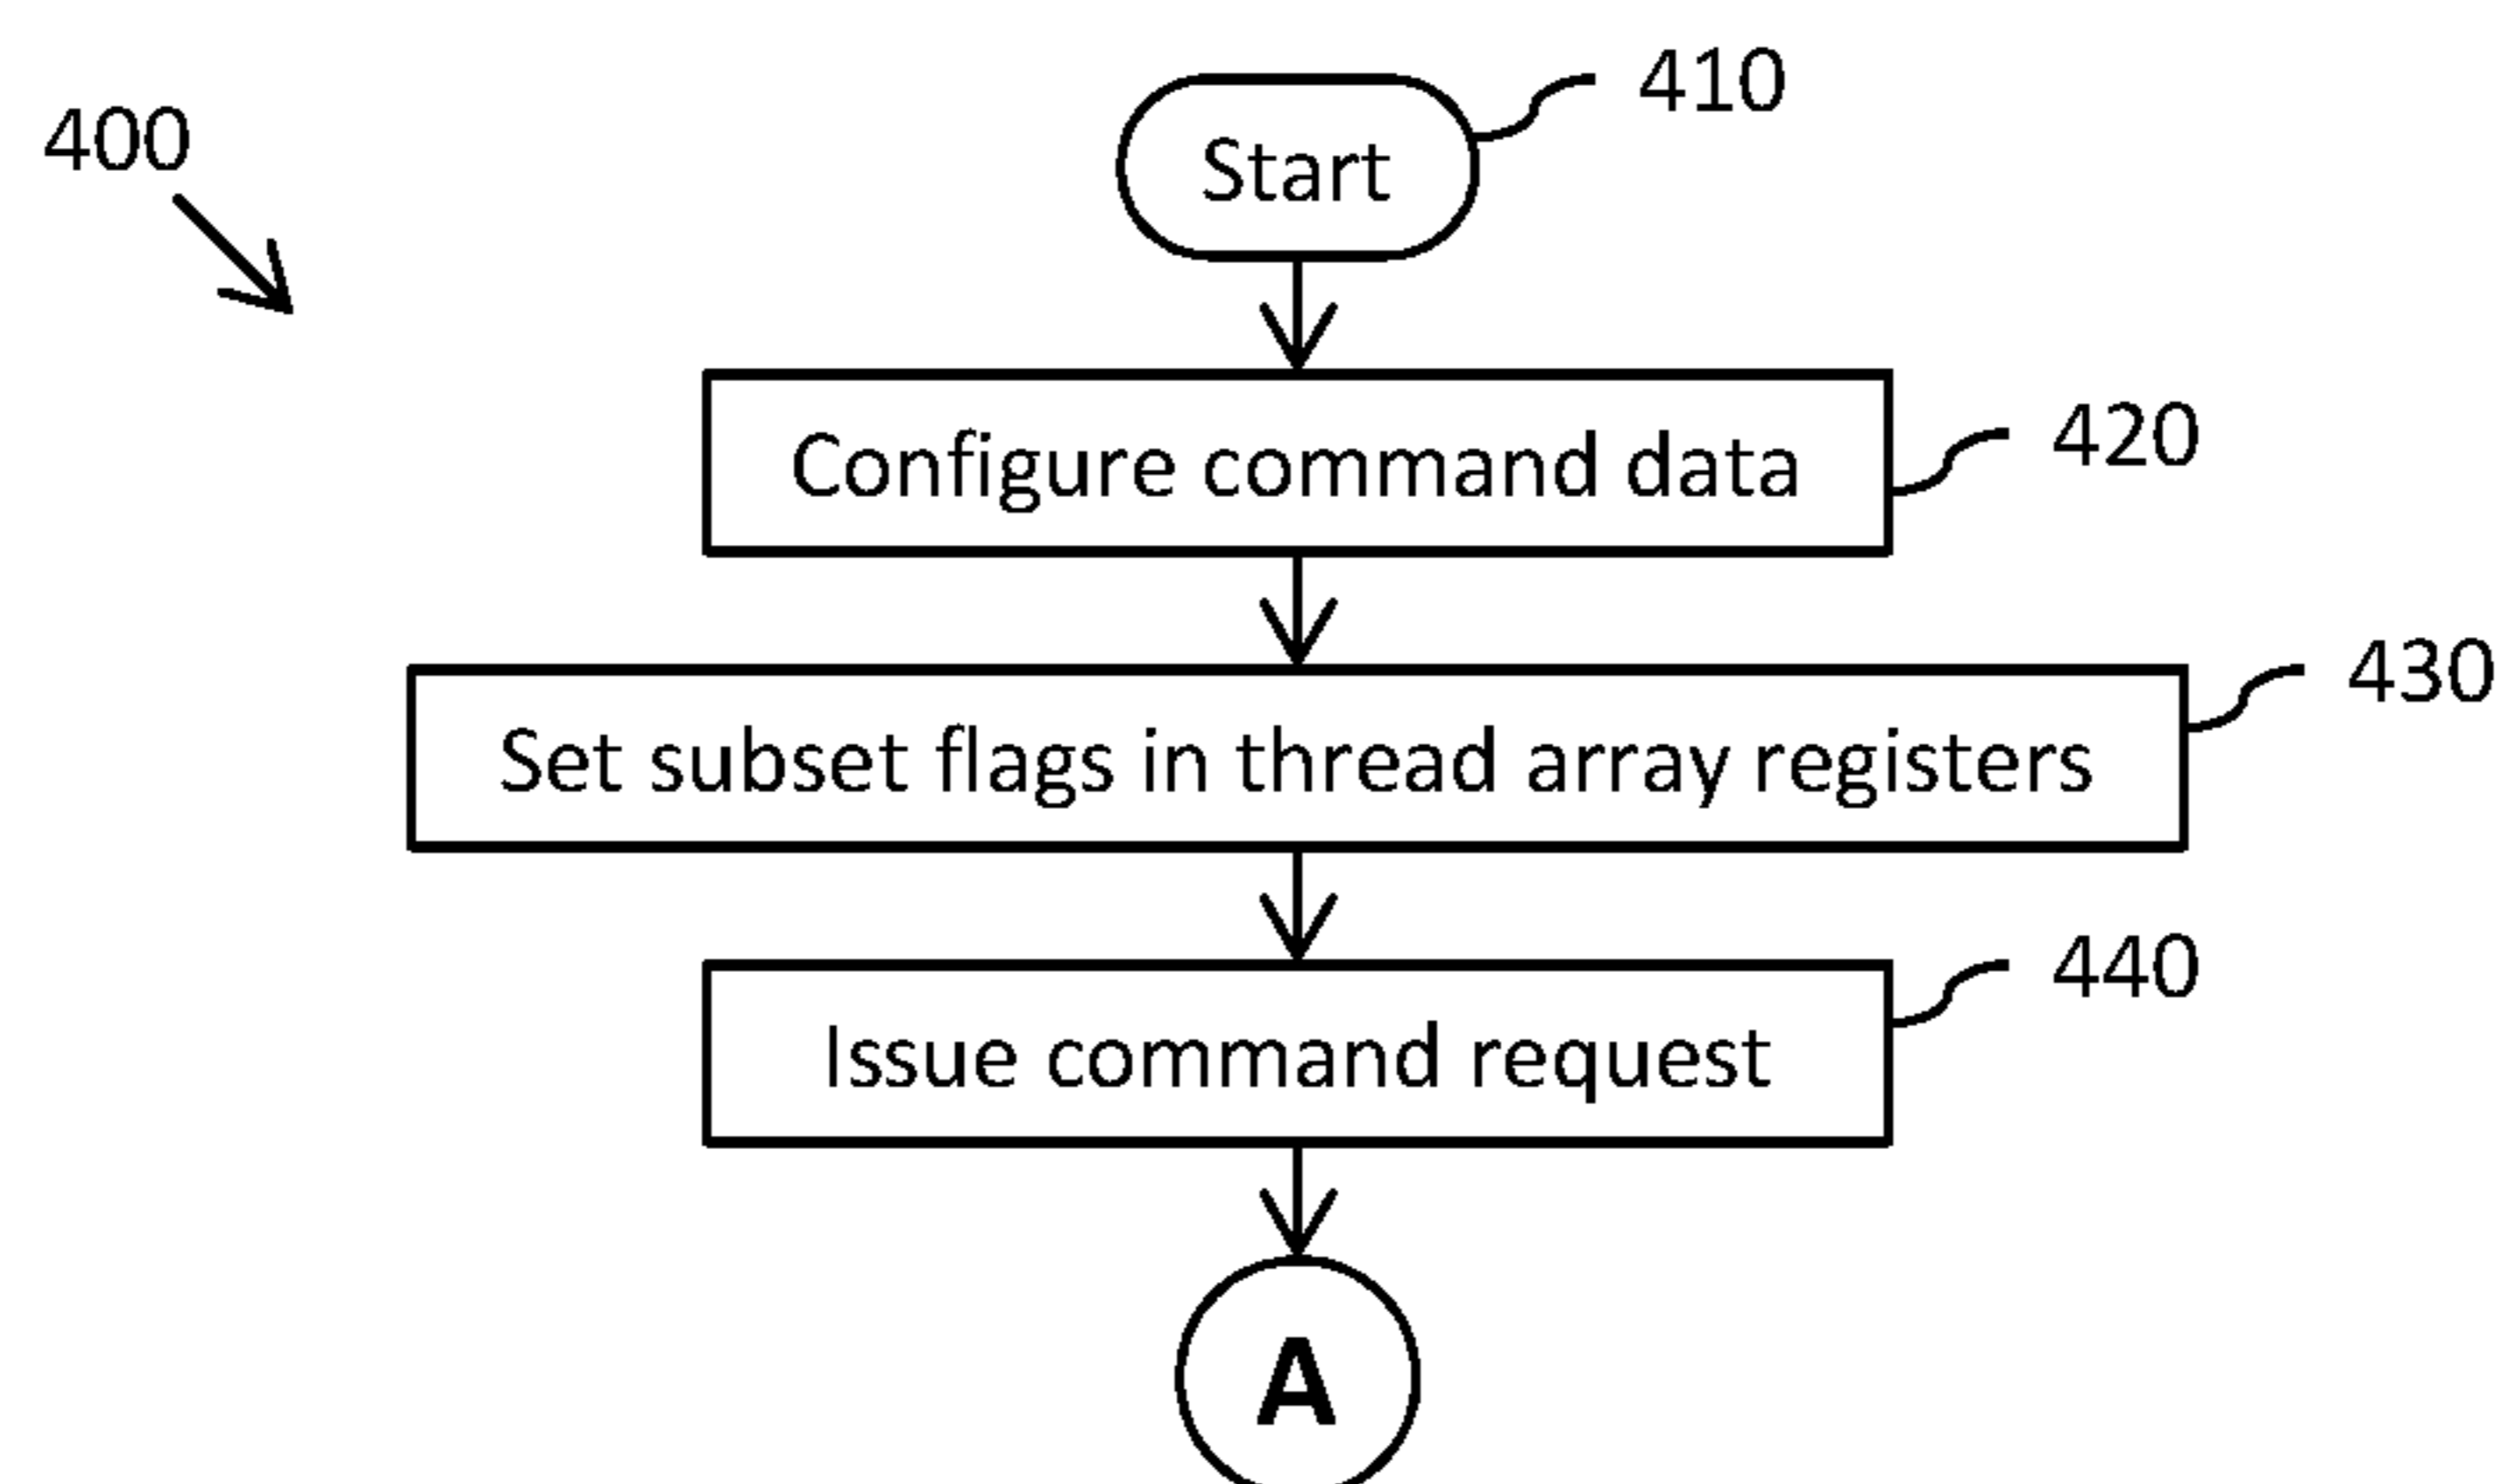 410
400
Start
Configure command data
420
430
Set subset flags in thread array registers
440
Issue command request
A